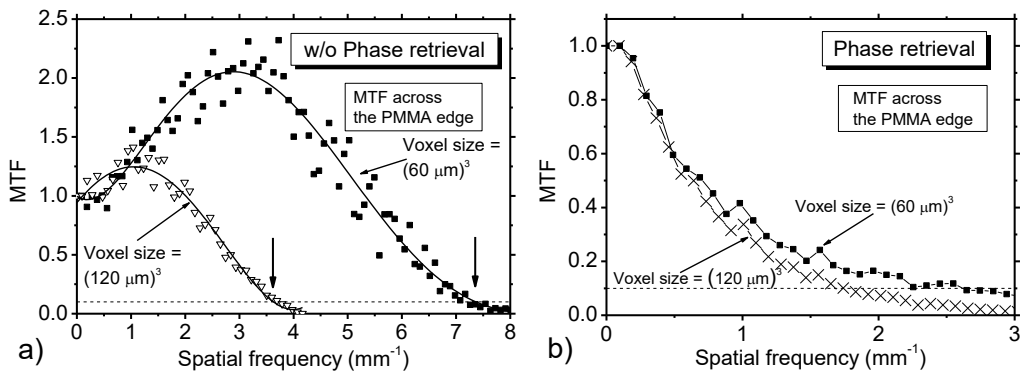 2.5
2.0
1.5
1.0
0.5
0.0
MTF
0 1 2 3 4 5 6 7 8
Spatial frequency (mm⁻¹)
w/o Phase retrieval
MTF across
the PMMA edge
Voxel size =
(60 µm)³
Voxel size =
(120 µm)³
a)
1.0
0.8
0.6
0.4
0.2
0.0
MTF
0 1 2 3
Spatial frequency (mm⁻¹)
Phase retrieval
MTF across
the PMMA edge
Voxel size = (60 µm)³
Voxel size = (120 µm)³
b)